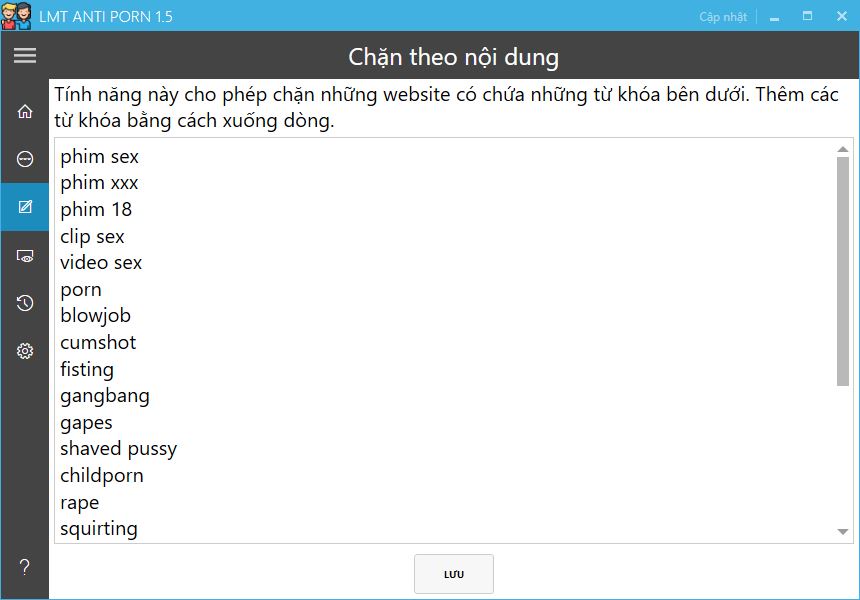 LMT ANTI PORN 1.5
Cập nhật
Chặn theo nội dung
Tính năng này cho phép chặn những website có chứa những từ khóa bên dưới. Thêm các
từ khóa bằng cách xuống dòng.
phim sex
phim xxx
phim 18
clip sex
video sex
porn
blowjob
cumshot
fisting
gangbang
gapes
shaved pussy
childporn
rape
squirting
?
LƯU